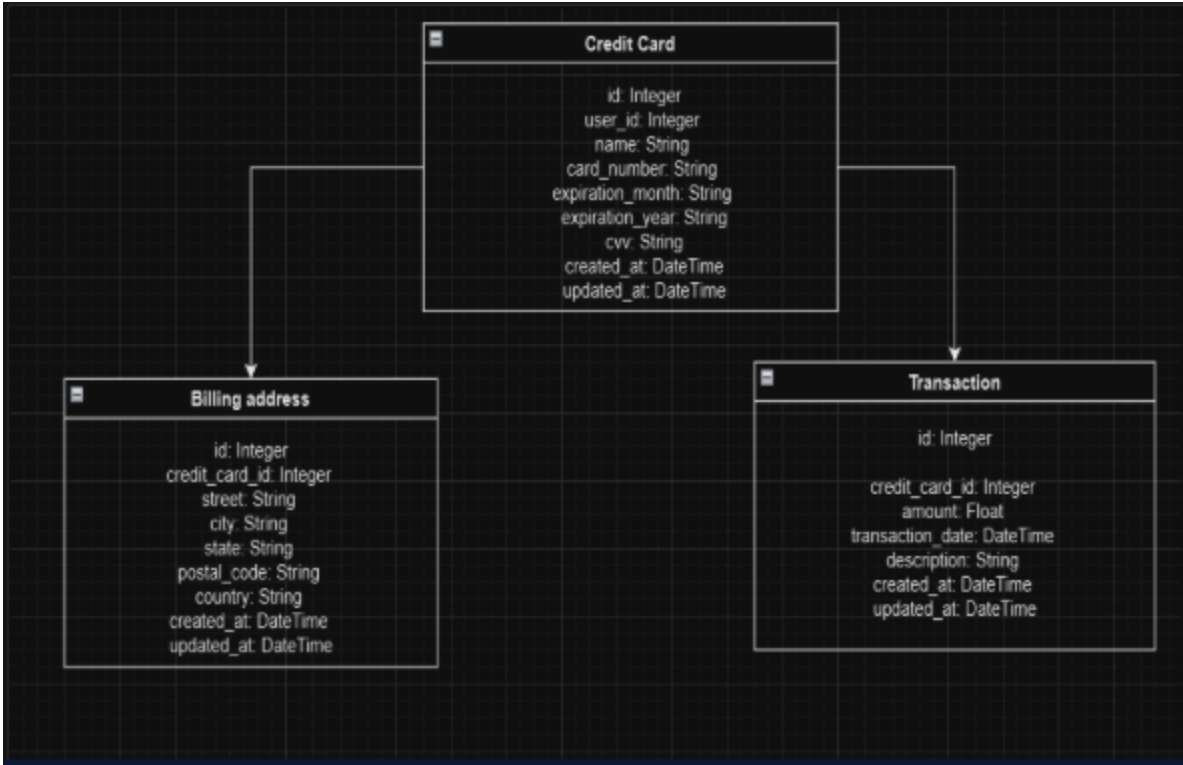 Credit Card
id: Integer
user_id: Integer
name: String
card_number: String
expiration_month: String
expiration_year: String
cvv: String
created_at: DateTime
updated_at: DateTime
Billing address
id: Integer
credit_card_id: Integer
street: String
city: String
state: String
postal_code: String
country: String
created_at: DateTime
updated_at: DateTime
Transaction
id: Integer
credit_card_id: Integer
amount: Float
transaction_date: DateTime
description: String
created_at: DateTime
updated_at: DateTime